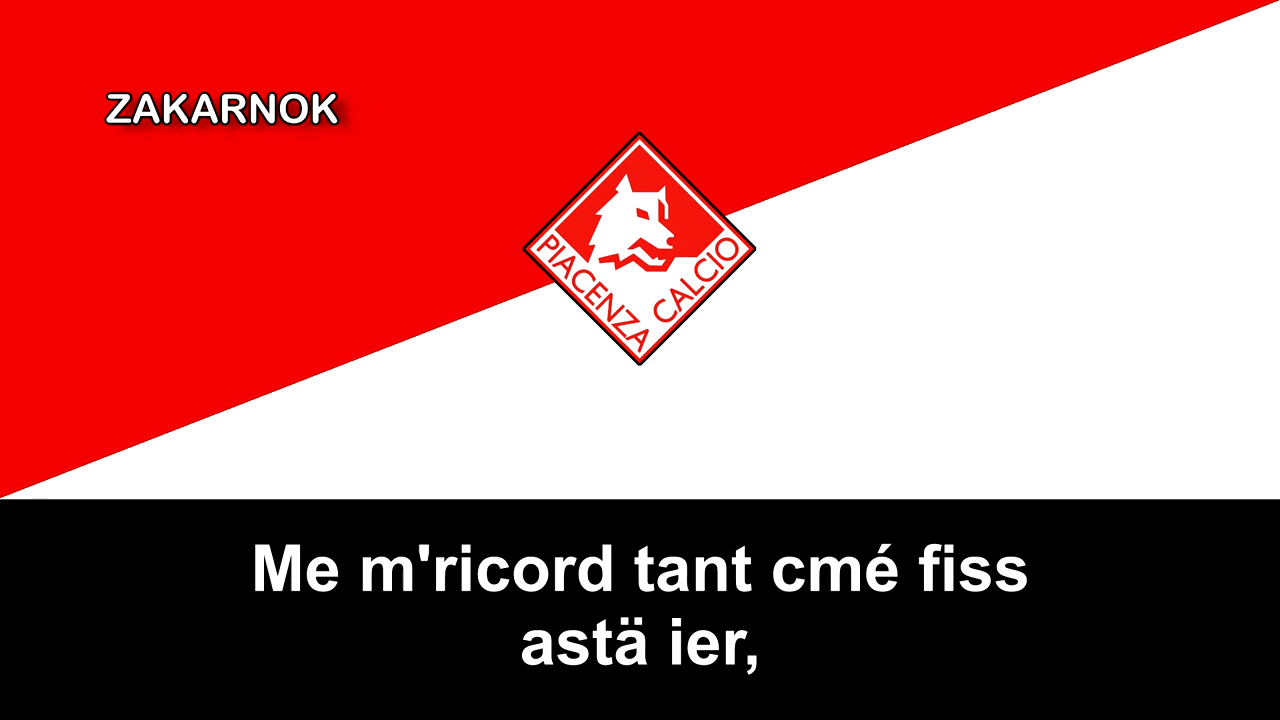 ZAKARNOK
PIACENZA CALCIO
Me m'ricord tant cmé fiss
astä ier,